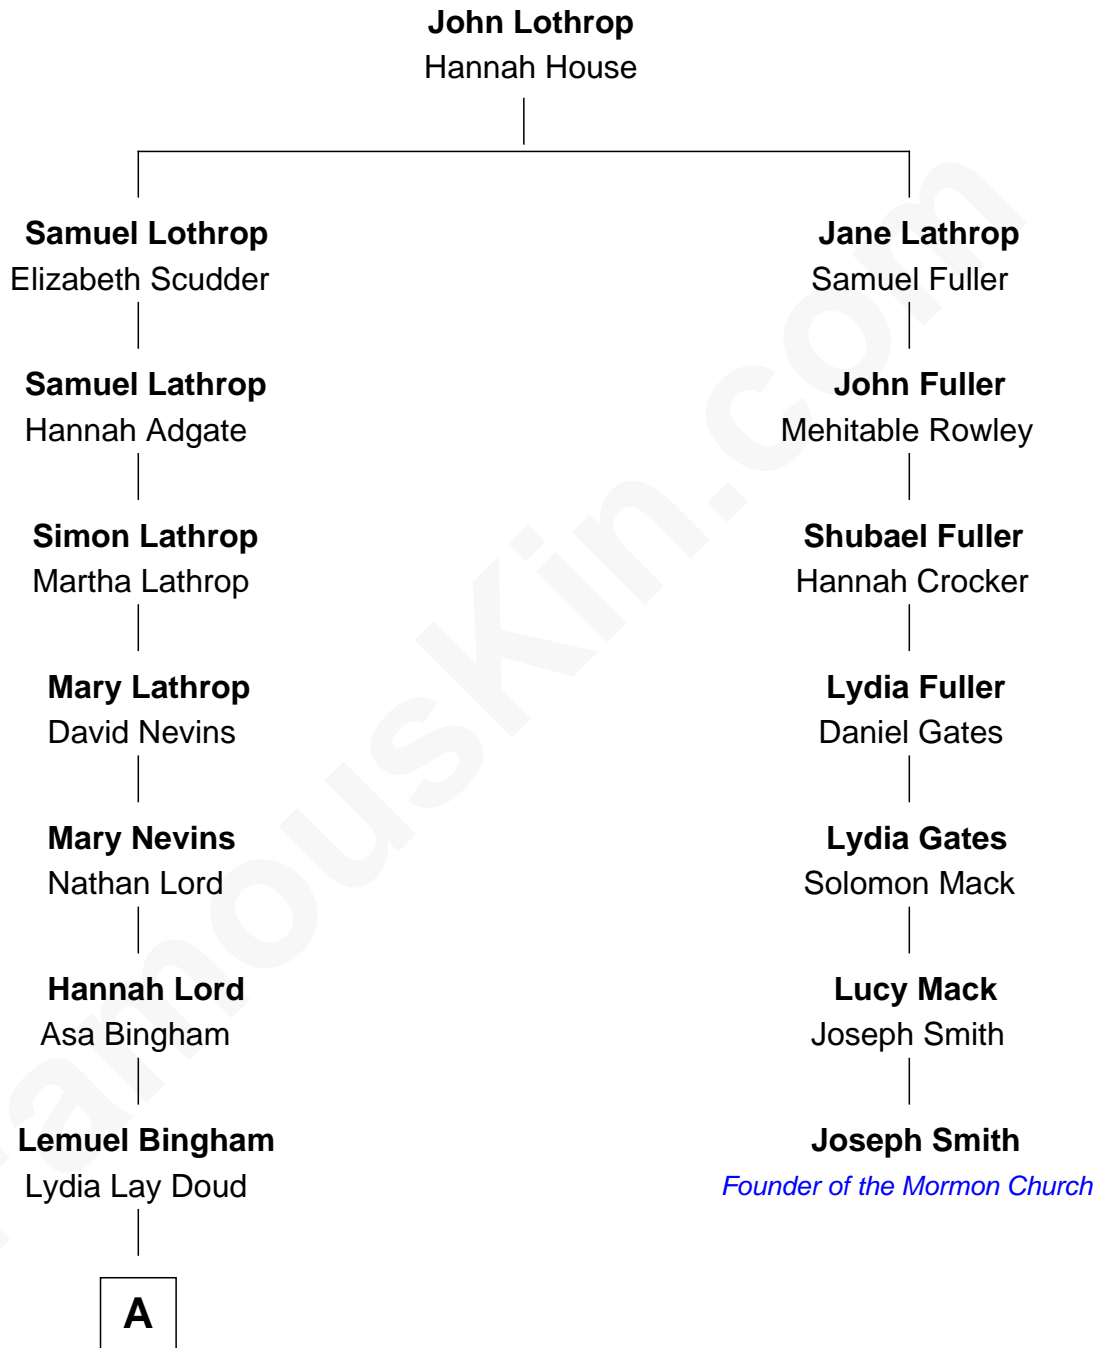 John Lothrop
Hannah House
Samuel Lothrop
Elizabeth Scudder
Jane Lathrop
Samuel Fuller
Samuel Lathrop
Hannah Adgate
John Fuller
Mehitable Rowley
Simon Lathrop
Martha Lathrop
Shubael Fuller
Hannah Crocker
Mary Lathrop
David Nevins
Lydia Fuller
Daniel Gates
Mary Nevins
Nathan Lord
Lydia Gates
Solomon Mack
Hannah Lord
Asa Bingham
Lucy Mack
Joseph Smith
Lemuel Bingham
Lydia Lay Doud
Joseph Smith
Founder of the Mormon Church
A
FamousKin.com